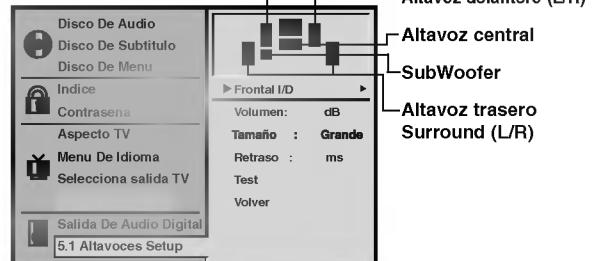 Altavoz delantero (L/R)
Disco De Audio
Disco De Subtitulo
Disco De Menu
Indice
Contrasena
Aspecto TV
Menu De Idioma
Selecciona salida TV
Salida De Audio Digital
5.1 Altavoces Setup
Altavoz central
SubWoofer
Altavoz trasero
Surround (L/R)
Frontal I/D
Volumen: dB
Tamaño : Grande
Retraso : ms
Test
Volver